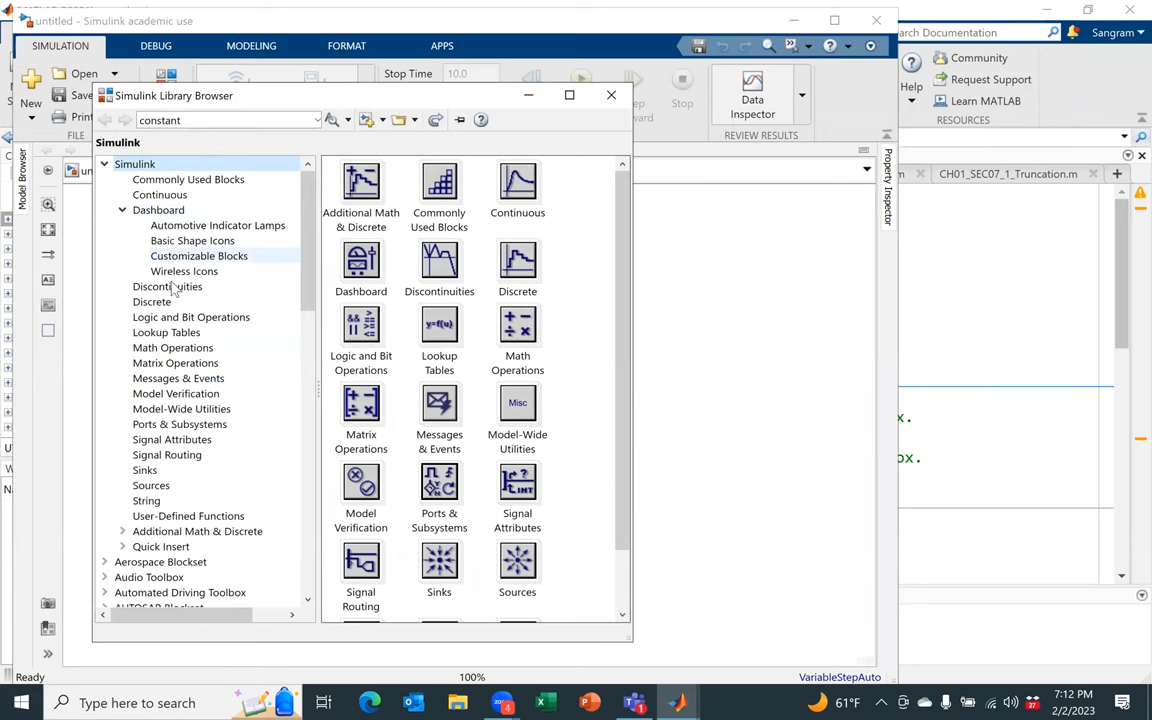 untitled - Simulink academic use
SIMULATION DEBUG MODELING FORMAT APPS
Search Documentation Sangram
New
Open
Save
Print
FILE
Stop Time 10.0
Stop
Data Inspector
REVIEW RESULTS
Help
Community
Request Support
Learn MATLAB
RESOURCES
Simulink Library Browser
constant
Simulink
Model Browser
Property Inspector
CH01_SEC07_1_Truncation.m
Simulink
Commonly Used Blocks
Continuous
Dashboard
Automotive Indicator Lamps
Basic Shape Icons
Customizable Blocks
Wireless Icons
Discontinuities
Discrete
Logic and Bit Operations
Lookup Tables
Math Operations
Matrix Operations
Messages & Events
Model Verification
Model-Wide Utilities
Ports & Subsystems
Signal Attributes
Signal Routing
Sinks
Sources
String
User-Defined Functions
Additional Math & Discrete
Quick Insert
Aerospace Blockset
Audio Toolbox
Automated Driving Toolbox
AUTOSAR Blockset
Additional Math & Discrete
Commonly Used Blocks
Continuous
Dashboard
Discontinuities
Discrete
Logic and Bit Operations
y=f(u)
Lookup Tables
Math Operations
Matrix Operations
Messages & Events
Misc
Model-Wide Utilities
Model Verification
Ports & Subsystems
Signal Attributes
Signal Routing
Sinks
Sources
ox.
Ready 100% VariableStepAuto
Type here to search
61°F
7:12 PM
2/2/2023